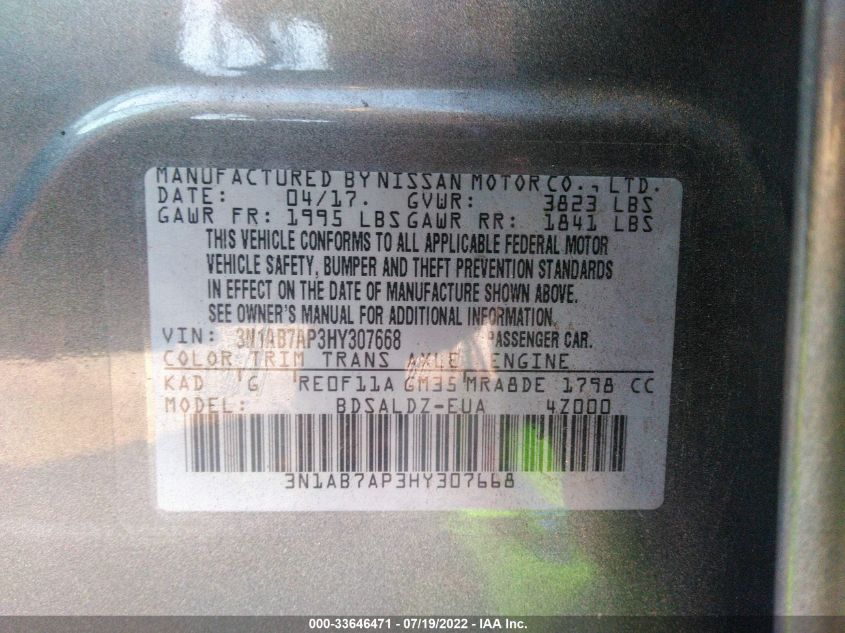 MANUFACTURED BY NISSAN MOTOR CO., LTD.
DATE: 04/17. GVWR: 3823 LBS
GAWR FR: 1995 LBS GAWR RR: 1841 LBS
THIS VEHICLE CONFORMS TO ALL APPLICABLE FEDERAL MOTOR
VEHICLE SAFETY, BUMPER AND THEFT PREVENTION STANDARDS
IN EFFECT ON THE DATE OF MANUFACTURE SHOWN ABOVE.
SEE OWNER'S MANUAL FOR ADDITIONAL INFORMATION.
VIN: 3N1AB7AP3HY307668 PASSENGER CAR.
COLOR TRIM TRANS AXLE ENGINE
KAD G RE0F11A GM35 MRA8DE 1798 CC
MODEL: BDSALDZ-EUA 4Z000
3N1AB7AP3HY307668
000-33646471 - 07/19/2022 - IAA Inc.